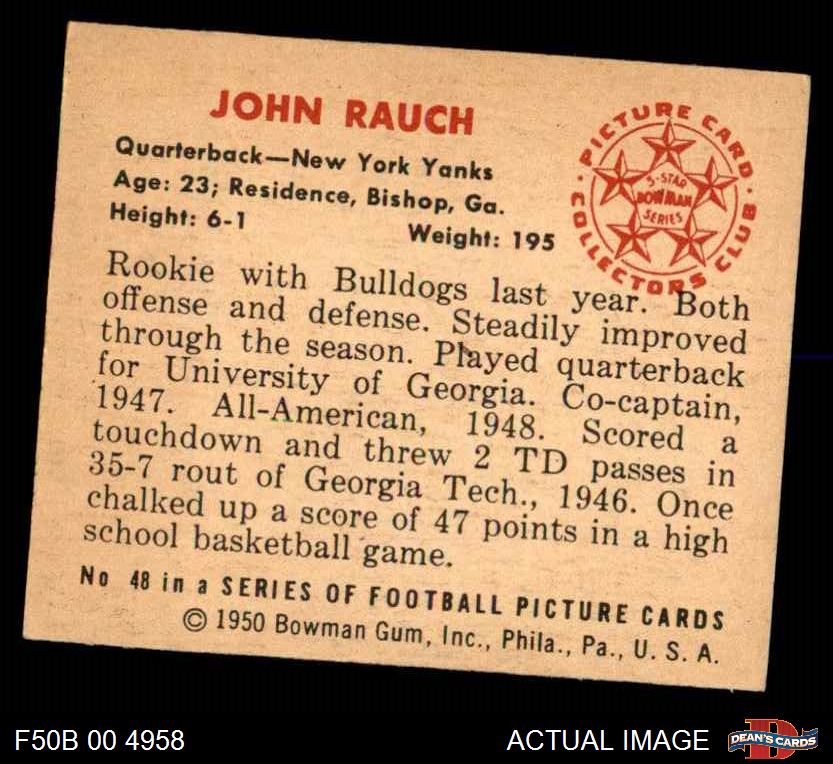 JOHN RAUCH
Quarterback—New York Yanks
Age: 23; Residence, Bishop, Ga.
Height: 6-1 Weight: 195
PICTURE CARD
COLLECTORS CLUB
5-STAR
BOWMAN
SERIES
Rookie with Bulldogs last year. Both
offense and defense. Steadily improved
through the season. Played quarterback
for University of Georgia. Co-captain,
1947. All-American, 1948. Scored a
touchdown and threw 2 TD passes in
35-7 rout of Georgia Tech., 1946. Once
chalked up a score of 47 points in a high
school basketball game.
No 48 in a SERIES OF FOOTBALL PICTURE CARDS
© 1950 Bowman Gum, Inc., Phila., Pa., U. S. A.
F50B 00 4958
ACTUAL IMAGE
DEAN'S CARDS